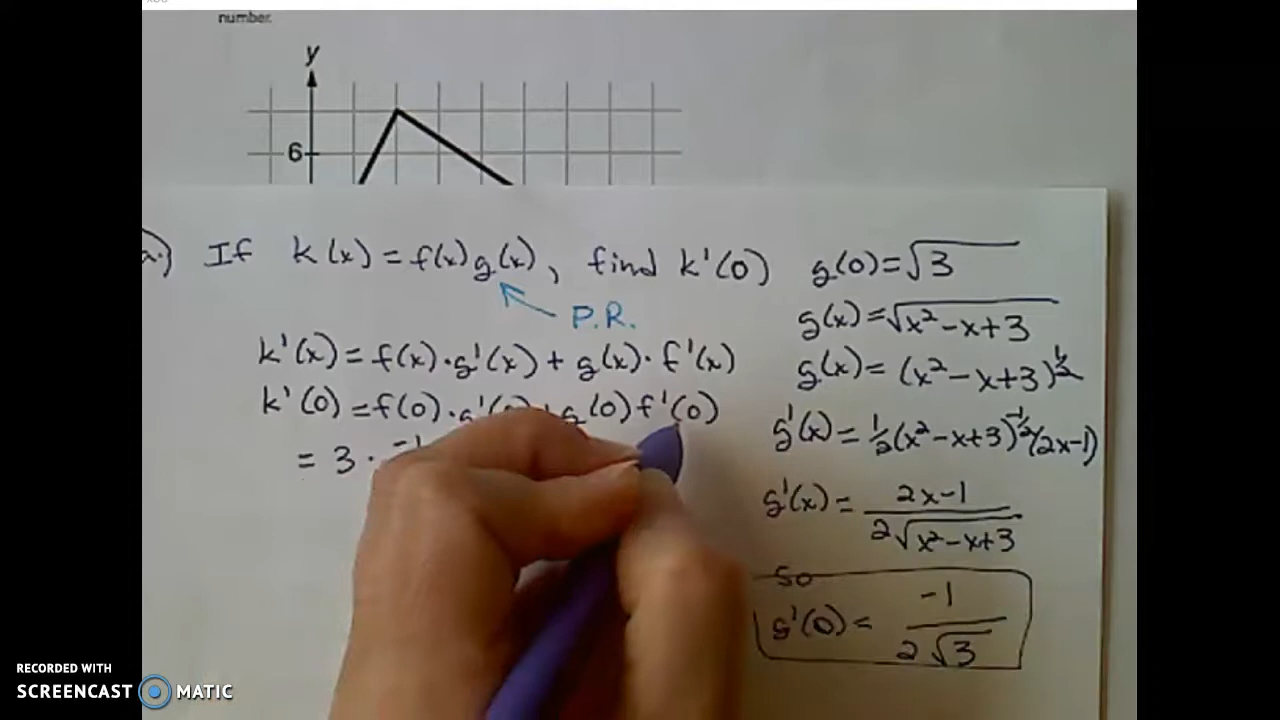 number.
y
6
a.) If k(x) = f(x)g(x), find k'(0)
P.R.
k'(x) = f(x)·g'(x) + g(x)·f'(x)
k'(0) = f(0)· g(0) f'(0)
= 3 · -1
g(0) = √3
g(x) = √x²-x+3
g(x) = (x²-x+3)^½
g'(x) = ½(x²-x+3)^-½(2x-1)
g'(x) = 2x-1 / 2√x²-x+3
so
g'(0) = -1 / 2√3
RECORDED WITH
SCREENCAST MATIC